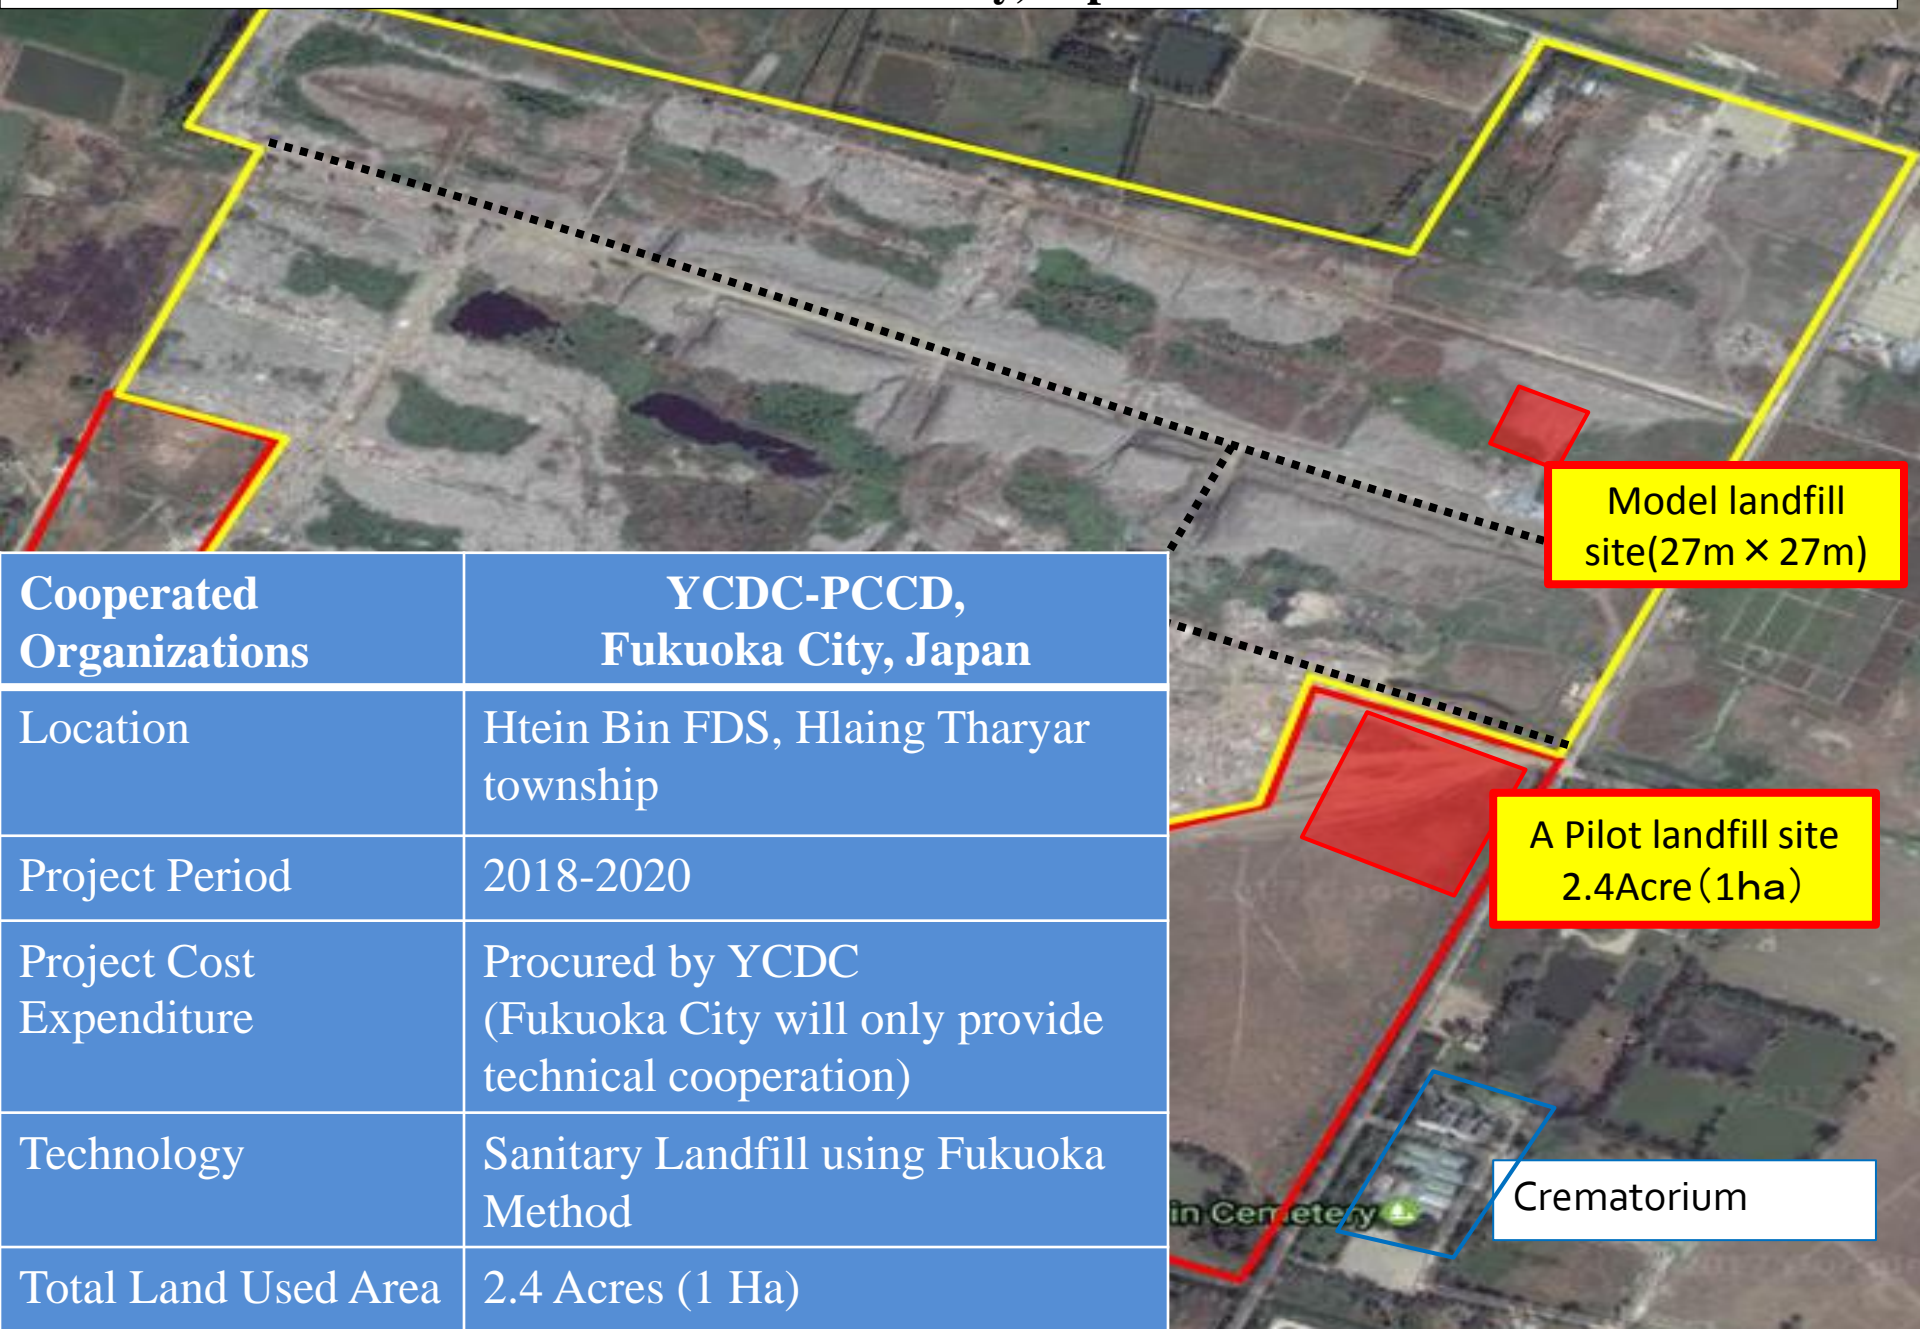 Model landfill
site(27m×27m)
Cooperated
Organizations
YCDC-PCCD,
Fukuoka City, Japan
Location
Htein Bin FDS, Hlaing Tharyar
township
Project Period
2018-2020
Project Cost
Expenditure
Procured by YCDC
(Fukuoka City will only provide
technical cooperation)
Technology
Sanitary Landfill using Fukuoka
Method
Total Land Used Area
2.4 Acres (1 Ha)
A Pilot landfill site
2.4Acre(1ha)
in Cemetery
Crematorium